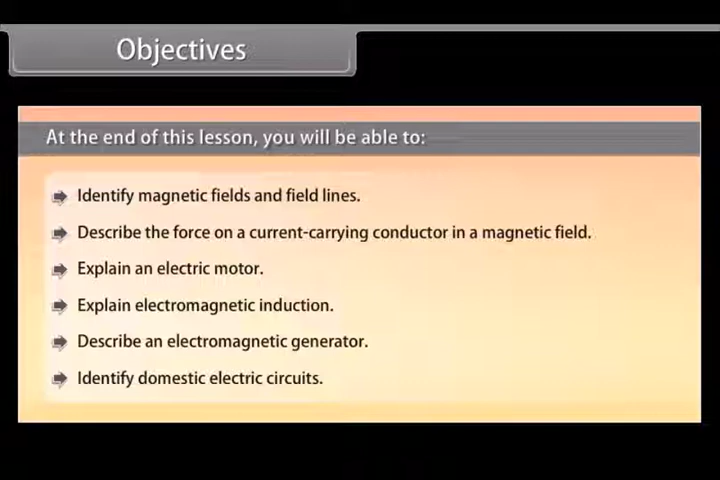 Objectives
At the end of this lesson, you will be able to:
Identify magnetic fields and field lines.
Describe the force on a current-carrying conductor in a magnetic field.
Explain an electric motor.
Explain electromagnetic induction.
Describe an electromagnetic generator.
Identify domestic electric circuits.